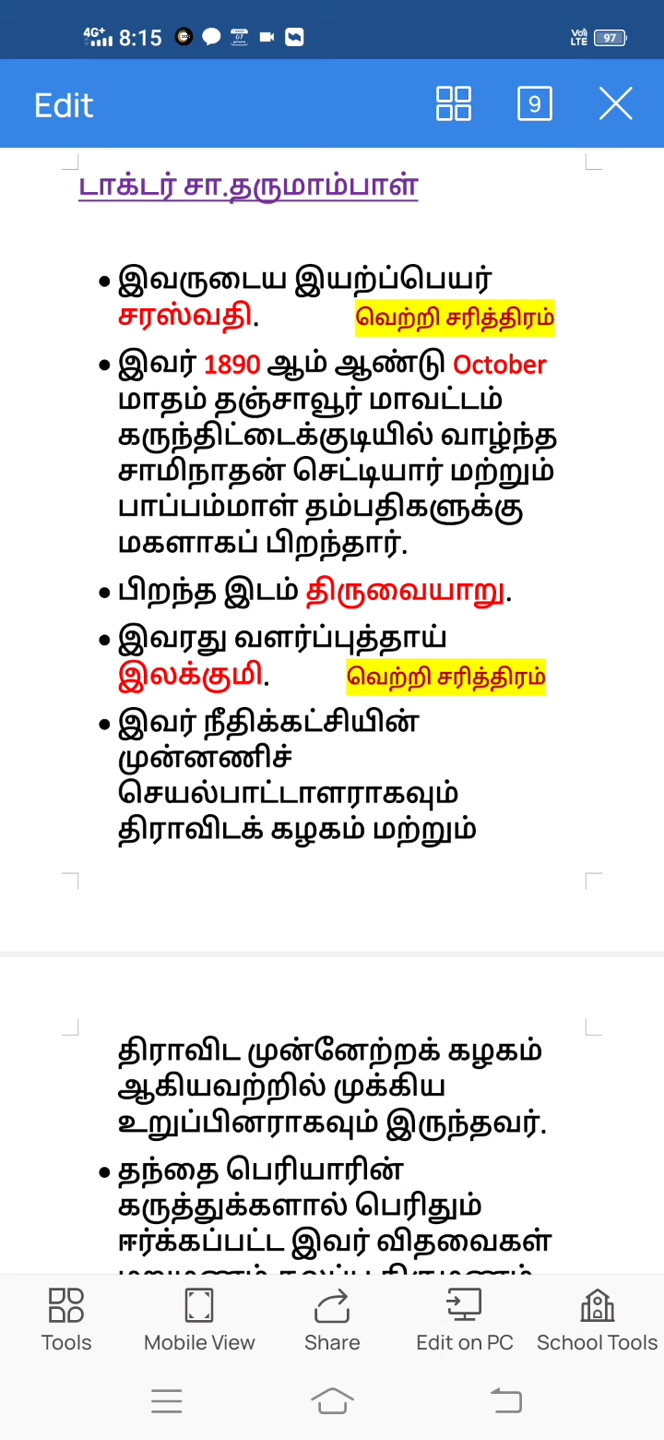 4G+ 8:15 Vo)) LTE 97
Edit 9
டாக்டர் சா.தருமாம்பாள்
• இவருடைய இயற்ப்பெயர்
சரஸ்வதி. வெற்றி சரித்திரம்
• இவர் 1890 ஆம் ஆண்டு October
மாதம் தஞ்சாவூர் மாவட்டம்
கருந்திட்டைக்குடியில் வாழ்ந்த
சாமிநாதன் செட்டியார் மற்றும்
பாப்பம்மாள் தம்பதிகளுக்கு
மகளாகப் பிறந்தார்.
• பிறந்த இடம் திருவையாறு.
• இவரது வளர்ப்புத்தாய்
இலக்குமி. வெற்றி சரித்திரம்
• இவர் நீதிக்கட்சியின்
முன்னணிச்
செயல்பாட்டாளராகவும்
திராவிடக் கழகம் மற்றும்
திராவிட முன்னேற்றக் கழகம்
ஆகியவற்றில் முக்கிய
உறுப்பினராகவும் இருந்தவர்.
• தந்தை பெரியாரின்
கருத்துக்களால் பெரிதும்
ஈர்க்கப்பட்ட இவர் விதவைகள்
Tools Mobile View Share Edit on PC School Tools